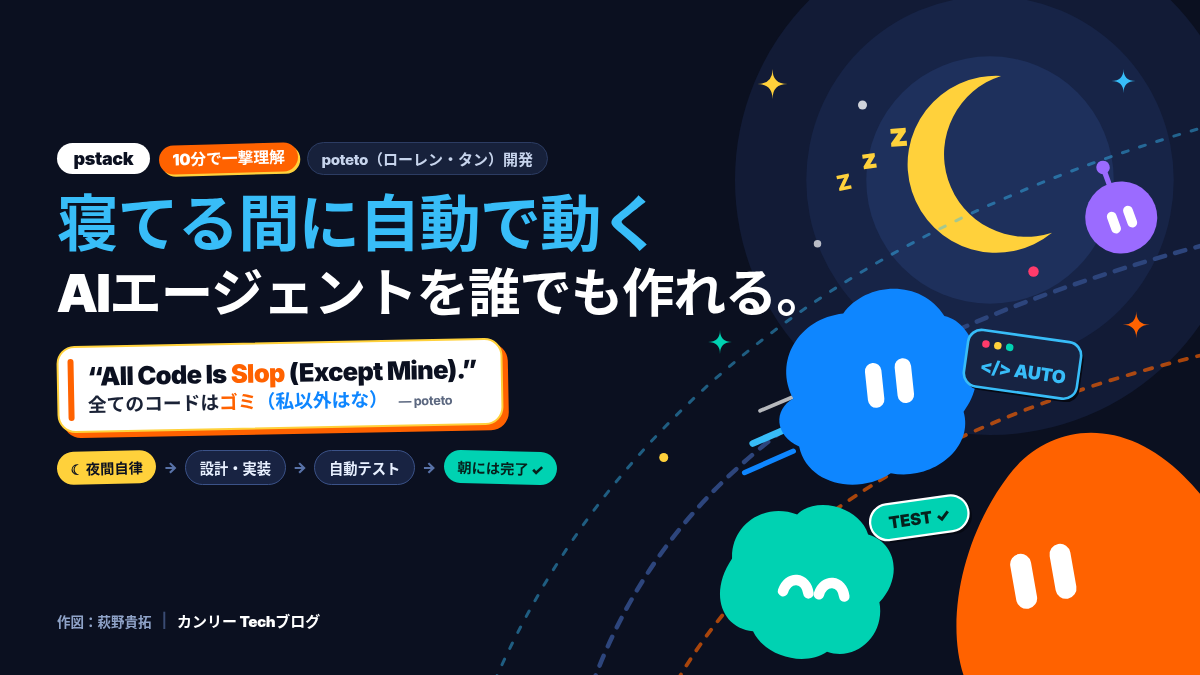 pstack 10分で一撃理解 poteto（ローレン・タン）開発
寝てる間に自動で動く
AIエージェントを誰でも作れる。
“All Code Is Slop (Except Mine).”
全てのコードはゴミ（私以外はな） — poteto
☾ 夜間自律 → 設計・実装 → 自動テスト → 朝には完了 ✓
作図：萩野貴拓 | カンリー Techブログ
z
z
z
</> AUTO
TEST ✓